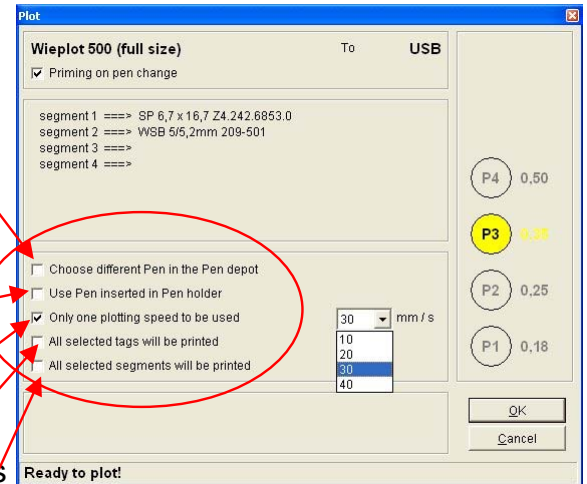 Plot
Wieplot 500 (full size) To USB
Priming on pen change
segment 1 ===> SP 6,7 x 16,7 Z4.242.6853.0
segment 2 ===> WSB 5/5,2mm 209-501
segment 3 ===>
segment 4 ===>
P4 0,50
P3 0,25
P2 0,25
P1 0,18
Choose different Pen in the Pen depot
Use Pen inserted in Pen holder
Only one plotting speed to be used 30 mm / s
All selected tags will be printed
All selected segments will be printed
10
20
30
40
OK
Cancel
s
Ready to plot!